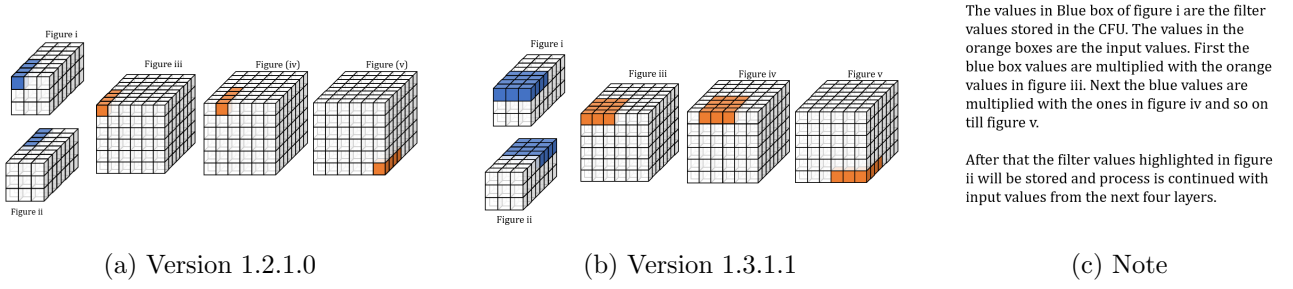 Figure i
Figure iii
Figure (iv)
Figure (v)
Figure ii
(a) Version 1.2.1.0
Figure i
Figure iii
Figure iv
Figure v
Figure ii
(b) Version 1.3.1.1
The values in Blue box of figure i are the filter
values stored in the CFU. The values in the
orange boxes are the input values. First the
blue box values are multiplied with the orange
values in figure iii. Next the blue values are
multiplied with the ones in figure iv and so on
till figure v.
After that the filter values highlighted in figure
ii will be stored and process is continued with
input values from the next four layers.
(c) Note